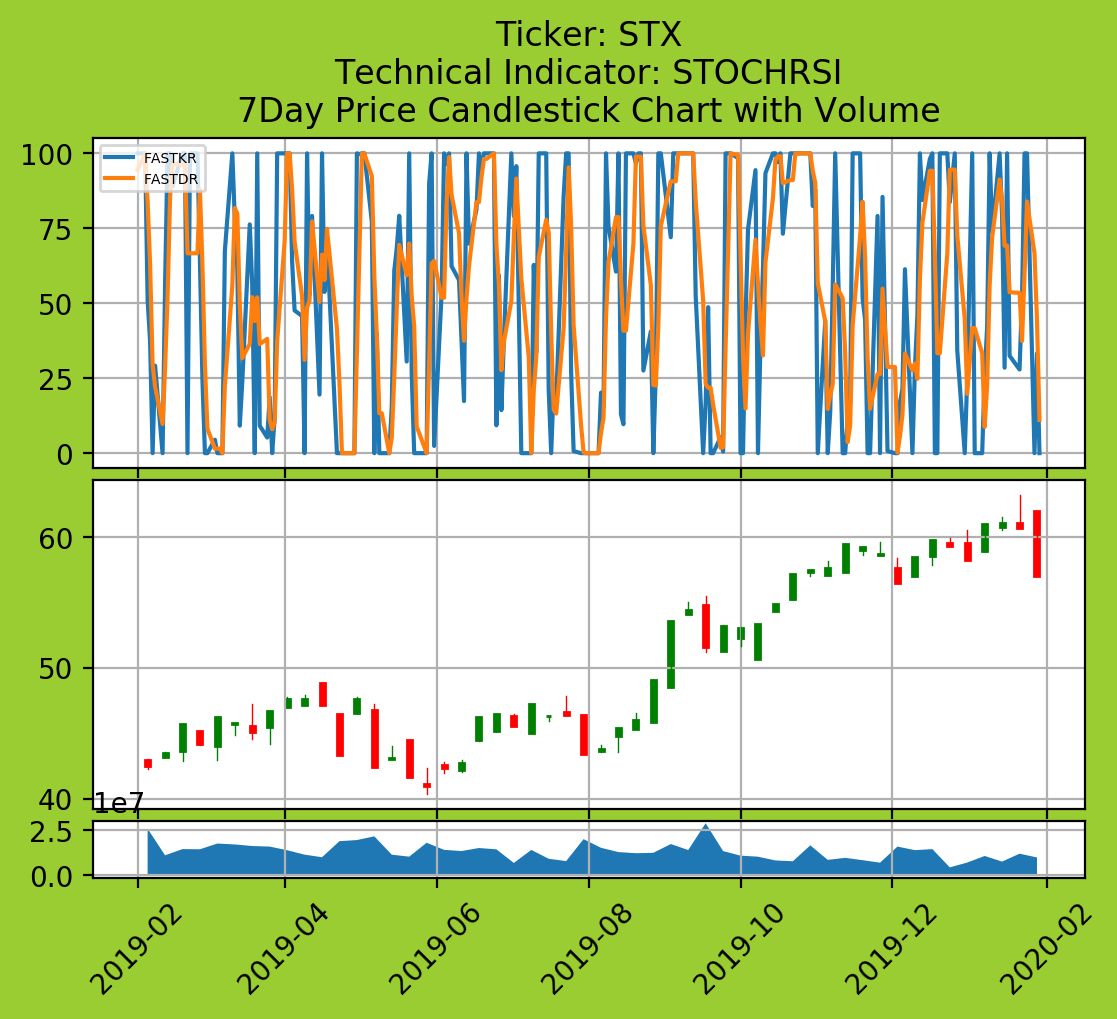 Ticker: STX
Technical Indicator: STOCHRSI
7Day Price Candlestick Chart with Volume
100
75
50
25
0
FASTKR
FASTDR
60
50
40
1e7
2.5
0.0
2019-02
2019-04
2019-06
2019-08
2019-10
2019-12
2020-02